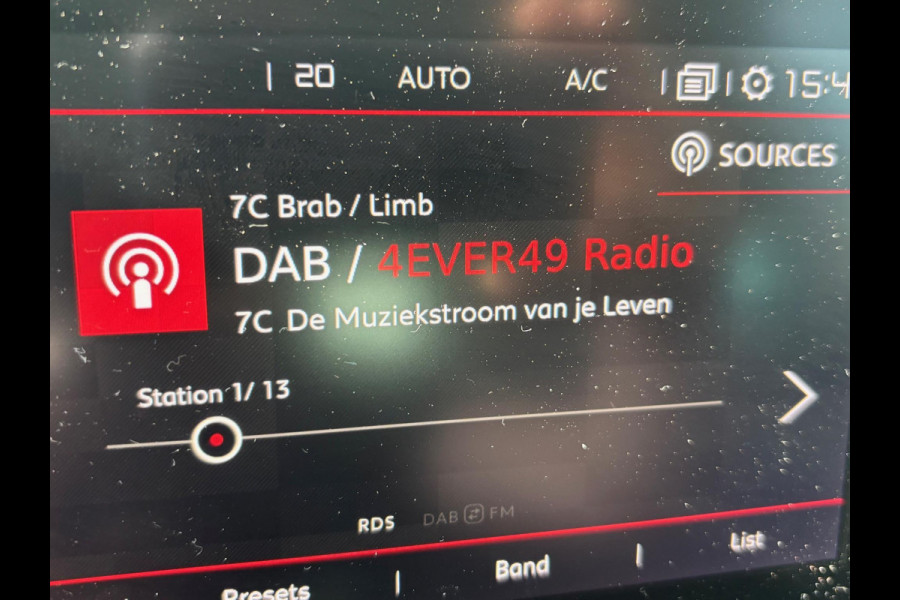 | 20 AUTO A/C | | 15:4
SOURCES
7C Brab / Limb
DAB / 4EVER49 Radio
7C De Muziekstroom van je Leven
Station 1/ 13
RDS DAB FM
Presets | Band | List